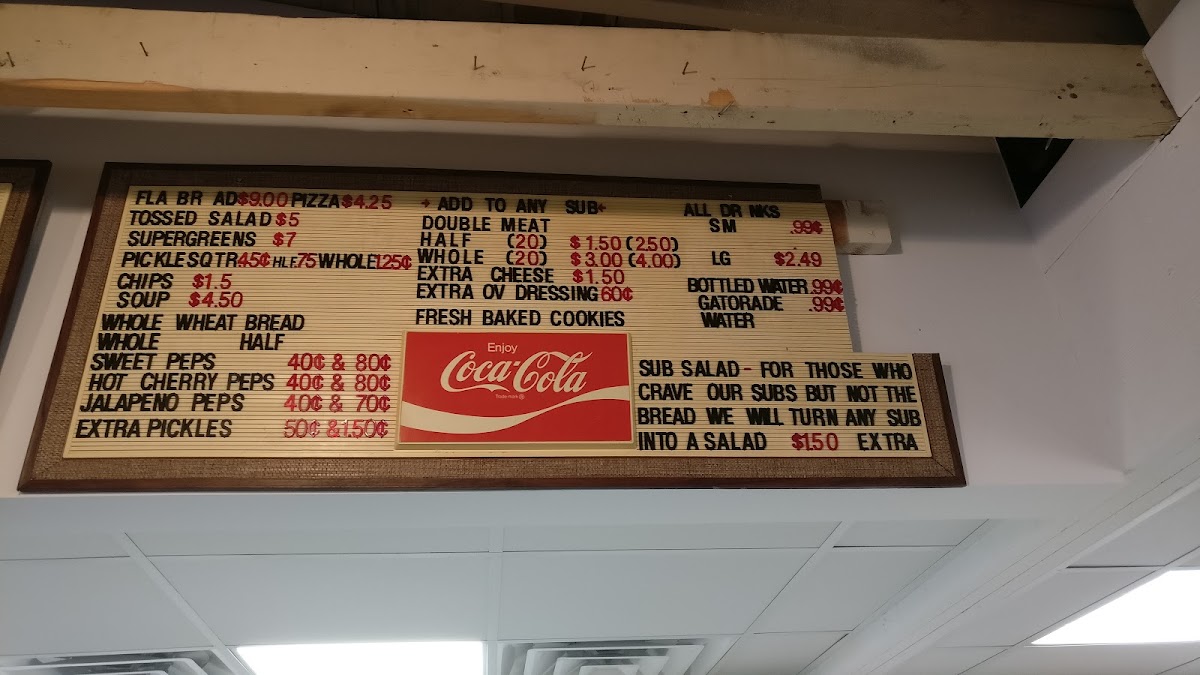 FLA BR AD $9.00 PIZZA $4.25
TOSSED SALAD $5
SUPERGREENS $7
PICKLES QTR 45¢ HLF.75 WHOLE 125¢
CHIPS $1.5
SOUP $4.50
WHOLE WHEAT BREAD
WHOLE HALF
SWEET PEPS 40¢ & 80¢
HOT CHERRY PEPS 40¢ & 80¢
JALAPENO PEPS 40¢ & 70¢
EXTRA PICKLES 50¢ & 1.50¢
+ ADD TO ANY SUB+
DOUBLE MEAT
HALF (20) $1.50 (2.50)
WHOLE (20) $3.00 (4.00)
EXTRA CHEESE $1.50
EXTRA OV DRESSING 60¢
FRESH BAKED COOKIES
Enjoy
Coca-Cola
Trade-mark ®
ALL DR NKS
SM .99¢
LG $2.49
BOTTLED WATER .99¢
GATORADE .99¢
WATER
SUB SALAD - FOR THOSE WHO
CRAVE OUR SUBS BUT NOT THE
BREAD WE WILL TURN ANY SUB
INTO A SALAD $1.50 EXTRA